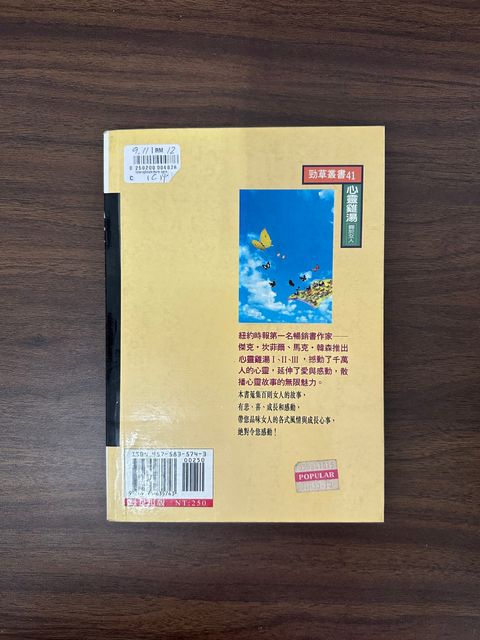 9.11 RM 12
0 250200 000483A
C
勁草叢書41
心靈雞湯
關於女人
紐約時報第一名暢銷書作家——
傑克・坎菲爾、馬克・韓森推出
心靈雞湯Ⅰ、Ⅱ、Ⅲ，撼動了千萬
人的心靈，延伸了愛與感動，散
播心靈故事的無限魅力。
本書蒐集百則女人的故事，
有悲、喜、成長和感動，
帶您品味女人的各式風情與成長心事，
絕對令您感動！
ISBN 957-583-574-3
00250
NT:250
POPULAR